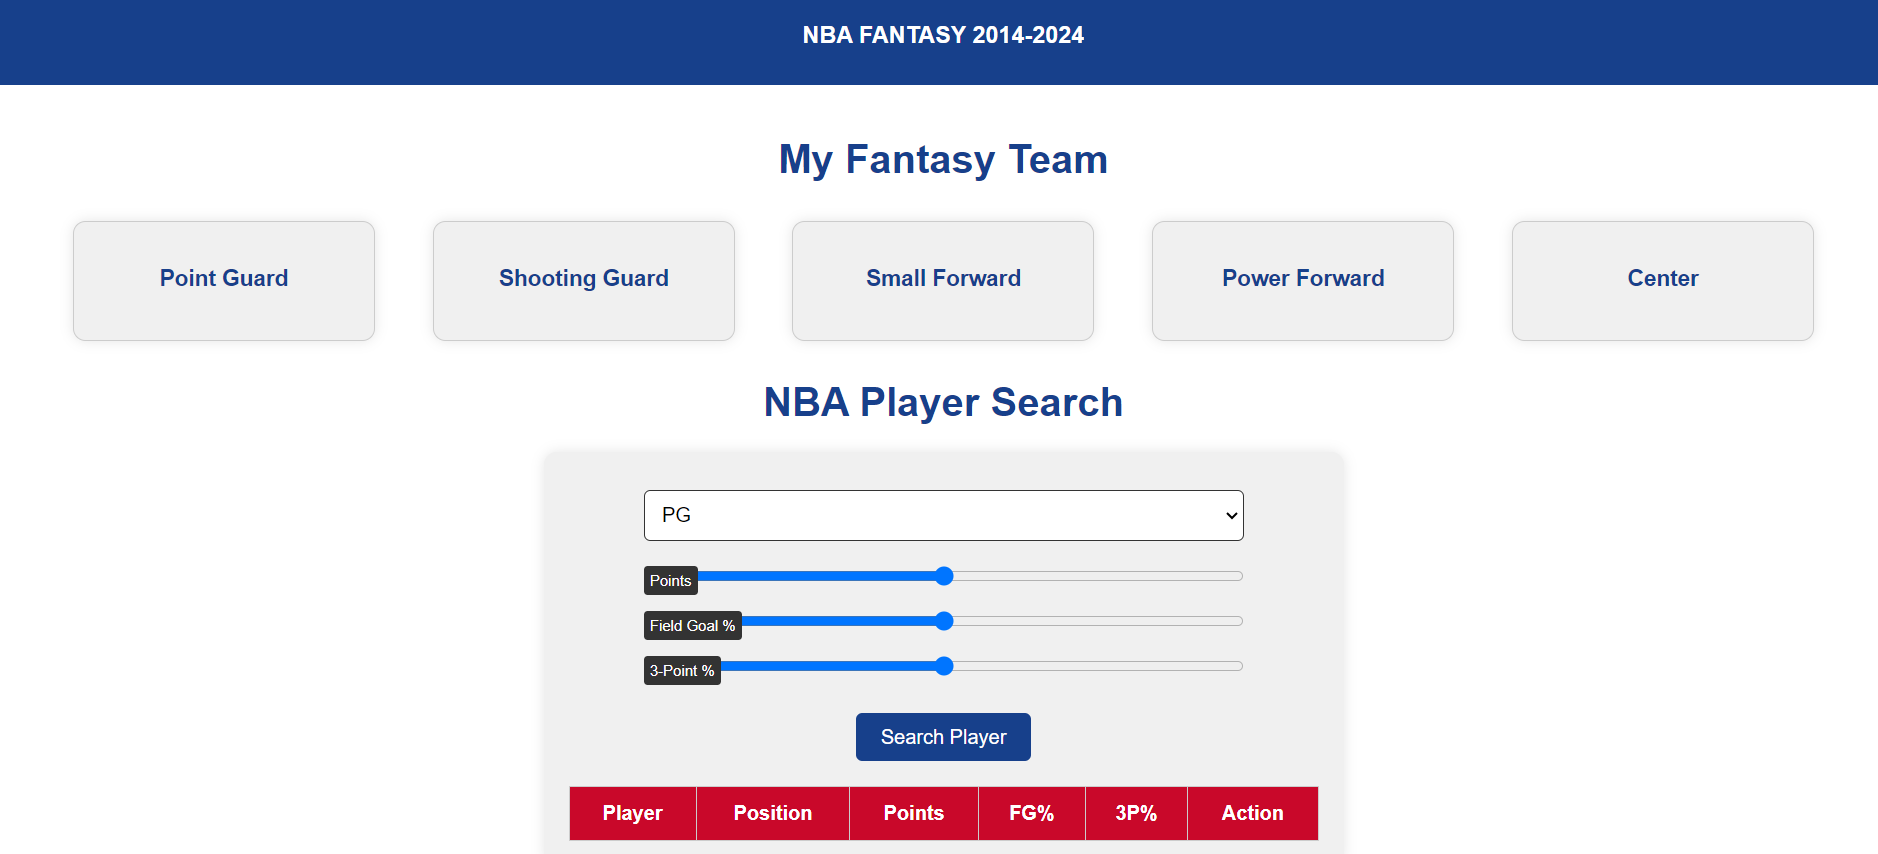 NBA FANTASY 2014-2024
My Fantasy Team
Point Guard
Shooting Guard
Small Forward
Power Forward
Center
NBA Player Search
PG
Points
Field Goal %
3-Point %
Search Player
Player Position Points FG% 3P% Action